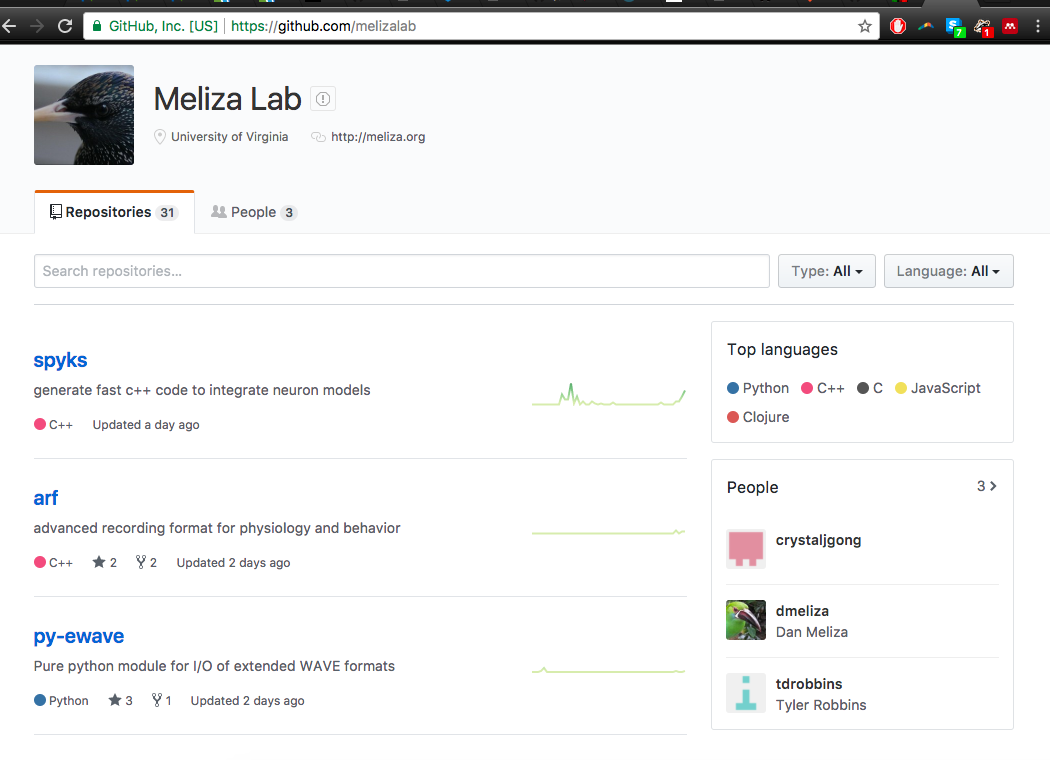 GitHub, Inc. [US] | https://github.com/melizalab
7
1
Meliza Lab
University of Virginia http://meliza.org
Repositories 31 People 3
Search repositories... Type: All Language: All
spyks
generate fast c++ code to integrate neuron models
C++ Updated a day ago
arf
advanced recording format for physiology and behavior
C++ 2 2 Updated 2 days ago
py-ewave
Pure python module for I/O of extended WAVE formats
Python 3 1 Updated 2 days ago
Top languages
Python C++ C JavaScript
Clojure
People 3
crystaljgong
dmeliza
Dan Meliza
tdrobbins
Tyler Robbins